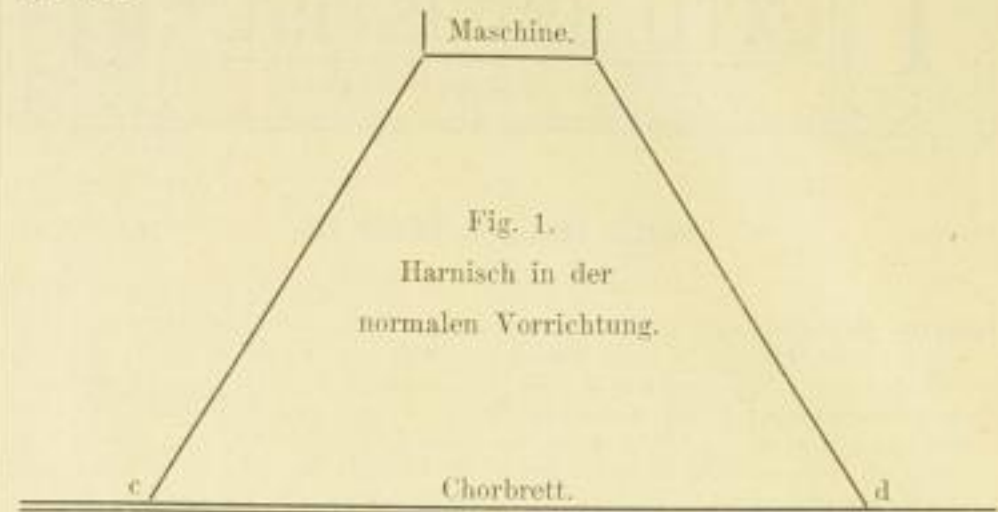 Maschine.
Fig. 1.
Harnisch in der
normalen Vorrichtung.
c Chorbrett. d